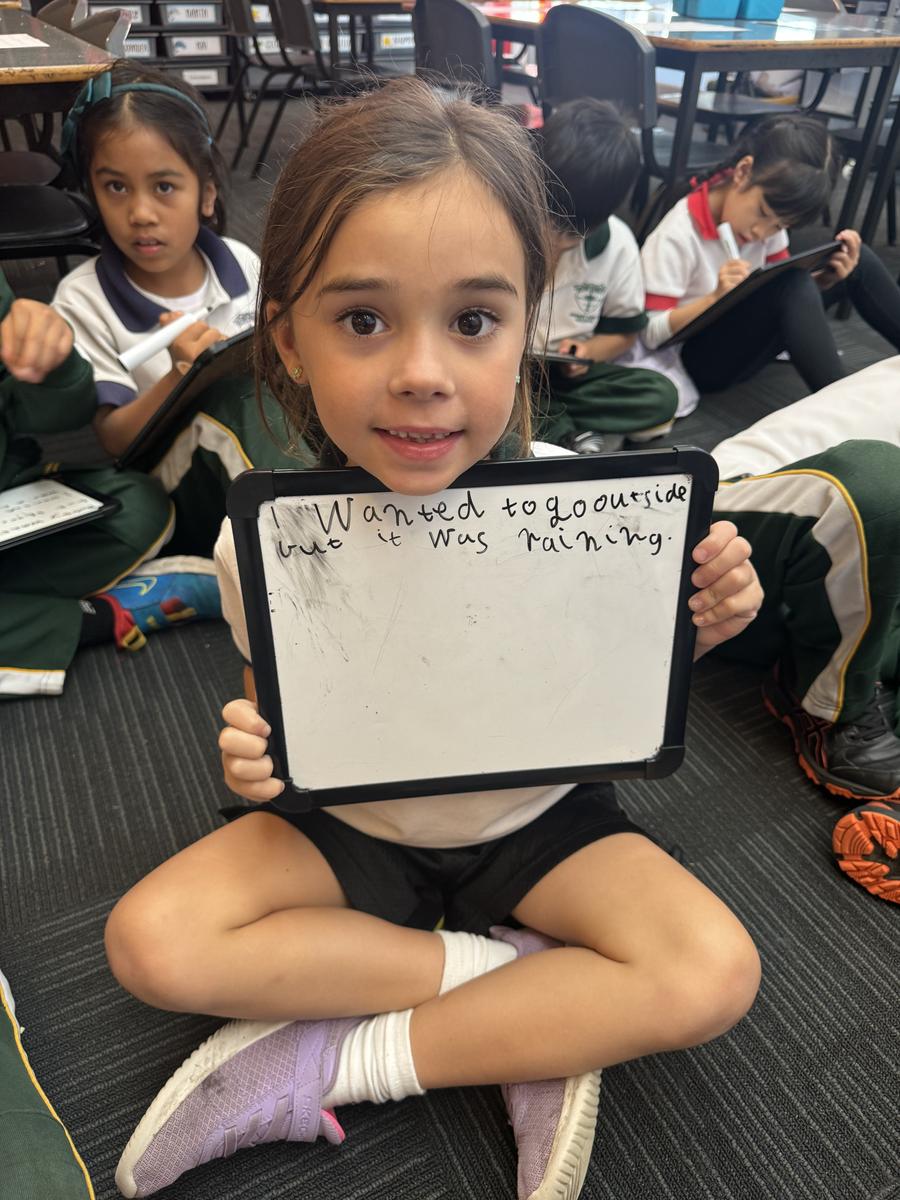 I Wanted to go outside
but it was raining.